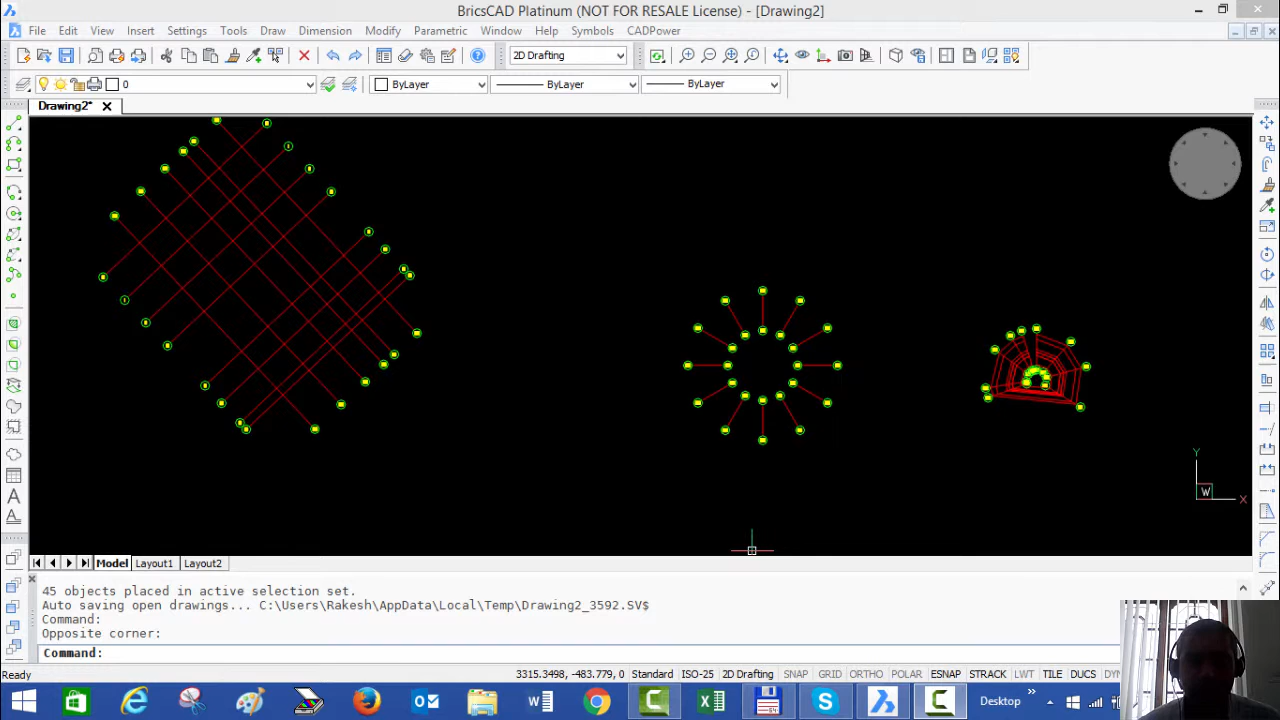 BricsCAD Platinum (NOT FOR RESALE License) - [Drawing2]
File Edit View Insert Settings Tools Draw Dimension Modify Parametric Window Help Symbols CADPower
2D Drafting
0 ByLayer ByLayer ByLayer
Drawing2*
Y
W X
Model Layout1 Layout2
45 objects placed in active selection set.
Auto saving open drawings... C:\Users\Rakesh\AppData\Local\Temp\Drawing2_3592.SV$
Command:
Opposite corner:
Command:
Ready 3315.3498, -483.779, 0 Standard ISO-25 2D Drafting SNAP GRID ORTHO POLAR ESNAP STRACK LWT TILE DUCS DYN
Desktop